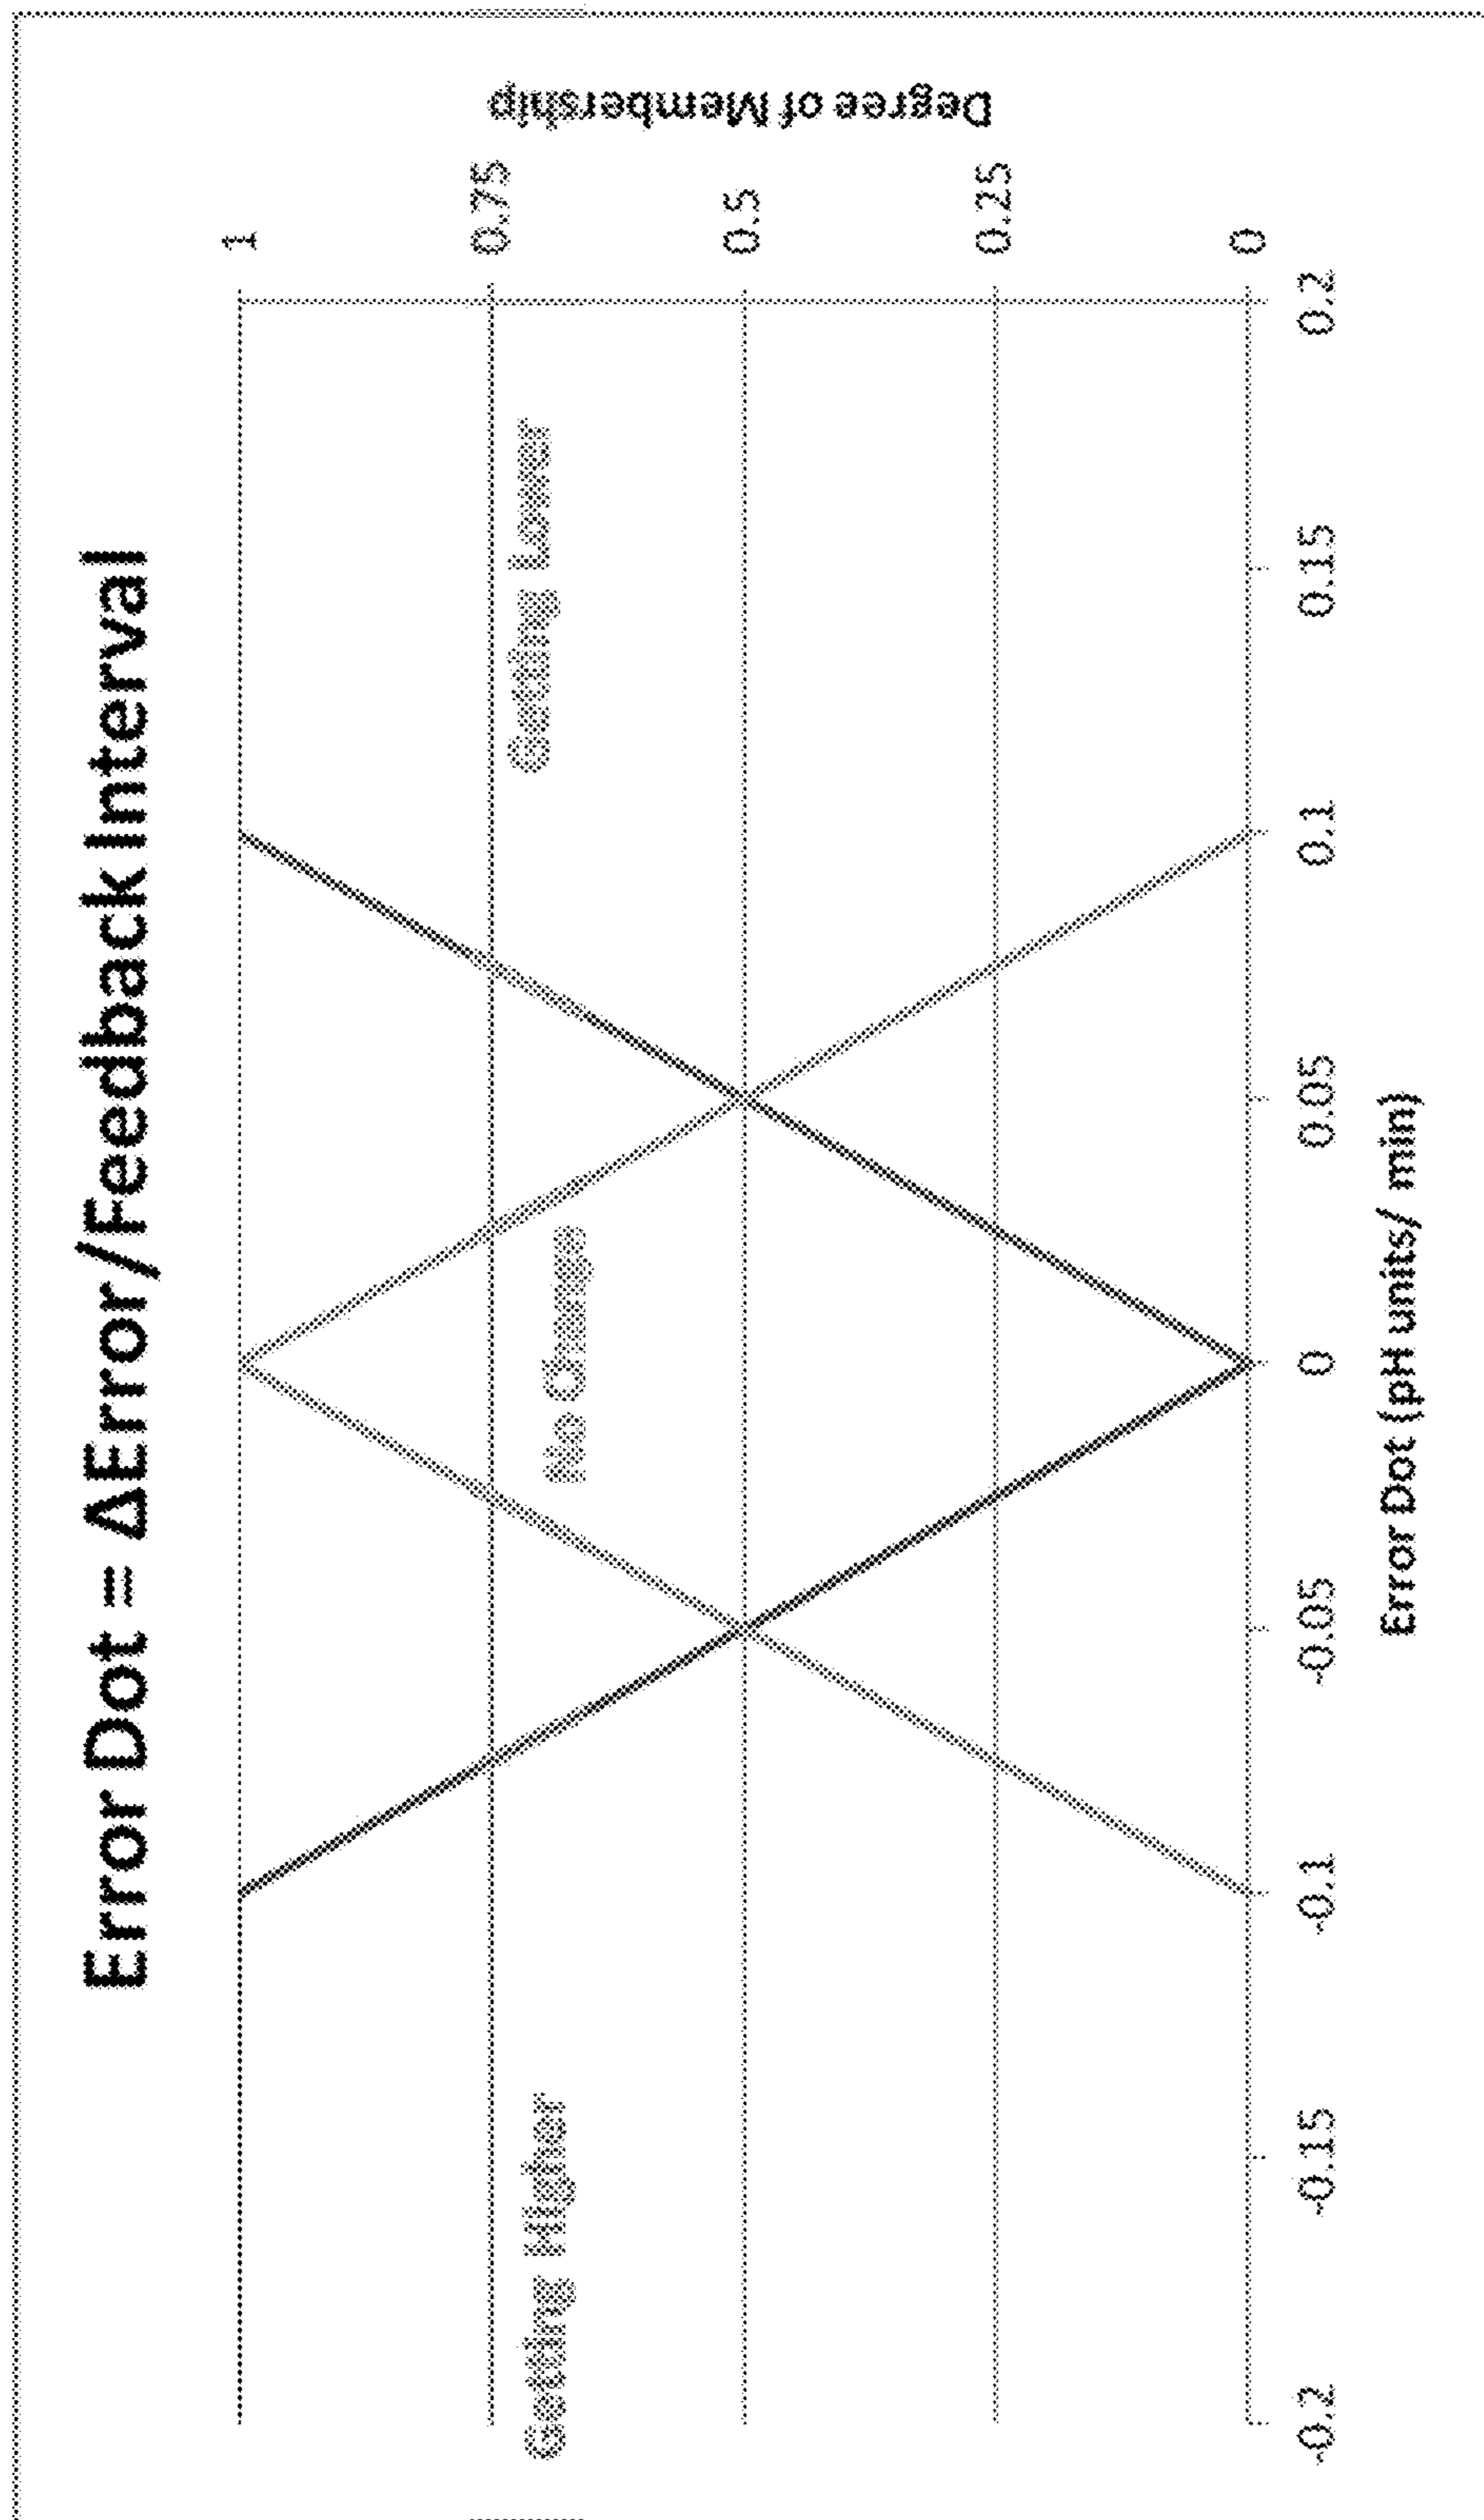 Error Dot = ΔError/Feedback Interval
Degree of Membership
1
0.75
0.5
0.25
0
Getting Higher
No Change
Getting Lower
-0.2
-0.15
-0.1
-0.05
0
0.05
0.1
0.15
0.2
Error Dot (pH units/ min)